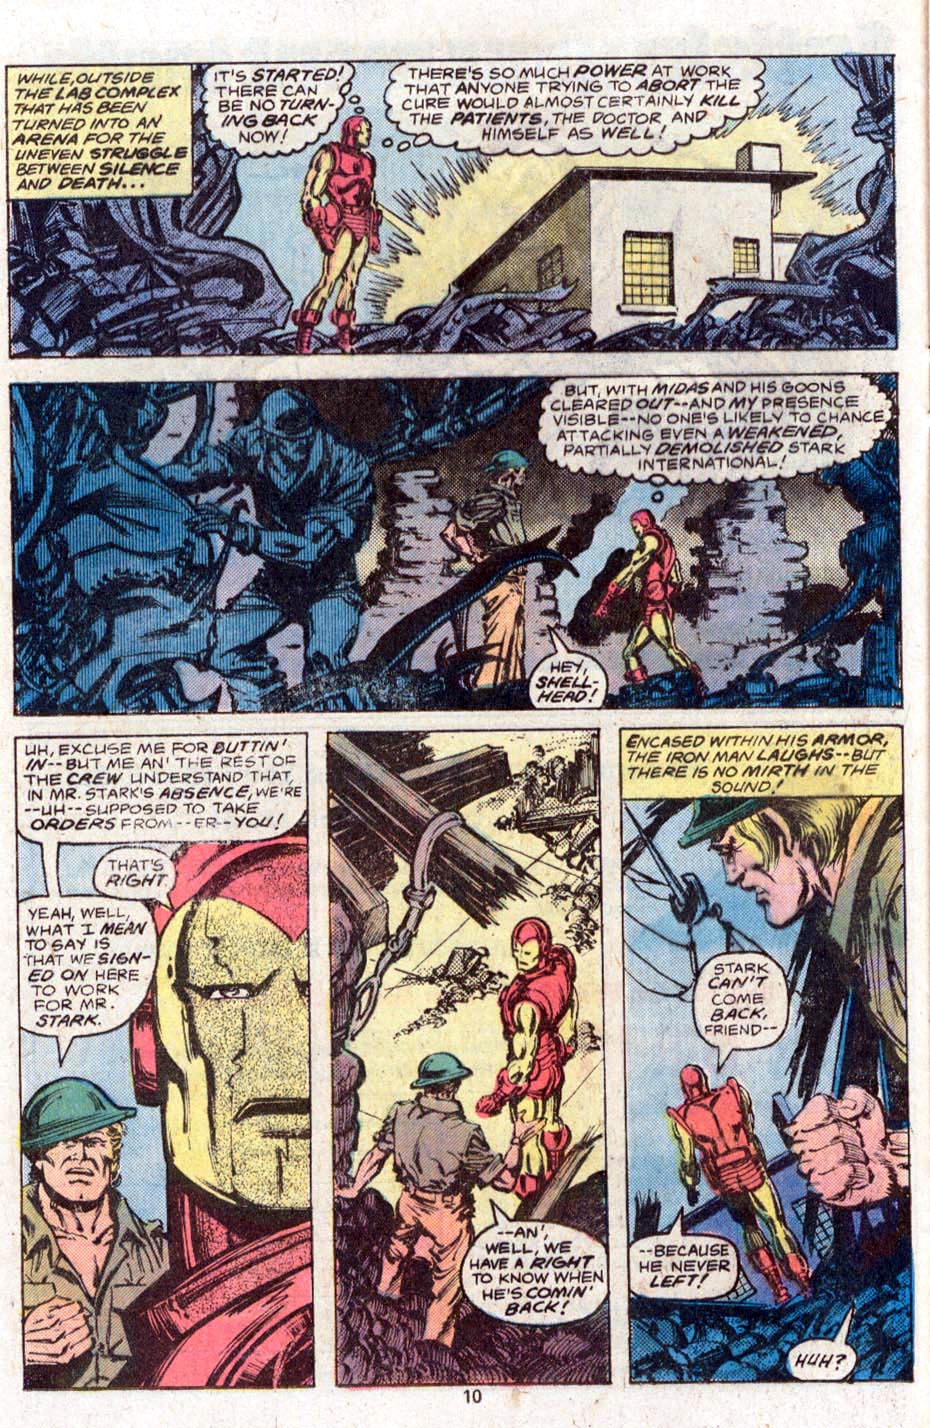 WHILE, OUTSIDE
THE LAB COMPLEX
THAT HAS BEEN
TURNED INTO AN
ARENA FOR THE
UNEVEN STRUGGLE
BETWEEN SILENCE
AND DEATH...
IT'S STARTED!
THERE CAN
BE NO TURN-
ING BACK
NOW!
THERE'S SO MUCH POWER AT WORK
THAT ANYONE TRYING TO ABORT THE
CURE WOULD ALMOST CERTAINLY KILL
THE PATIENTS, THE DOCTOR AND
HIMSELF AS WELL!
BUT, WITH MIDAS AND HIS GOONS
CLEARED OUT--AND MY PRESENCE
VISIBLE--NO ONE'S LIKELY TO CHANCE
ATTACKING EVEN A WEAKENED,
PARTIALLY DEMOLISHED STARK
INTERNATIONAL!
HEY,
SHELL-
HEAD!
UH, EXCUSE ME FOR BUTTIN'
IN--BUT ME AN' THE REST OF
THE CREW UNDERSTAND THAT,
IN MR. STARK'S ABSENCE, WE'RE
--UH--SUPPOSED TO TAKE
ORDERS FROM--ER--YOU!
THAT'S
RIGHT.
YEAH, WELL,
WHAT I MEAN
TO SAY IS
THAT WE SIGN-
ED ON HERE
TO WORK
FOR MR.
STARK.
--AN',
WELL, WE
HAVE A RIGHT
TO KNOW WHEN
HE'S COMIN'
BACK!
ENCASED WITHIN HIS ARMOR,
THE IRON MAN LAUGHS--BUT
THERE IS NO MIRTH IN THE
SOUND!
STARK
CAN'T
COME
BACK,
FRIEND--
--BECAUSE
HE NEVER
LEFT!
HUH?
10